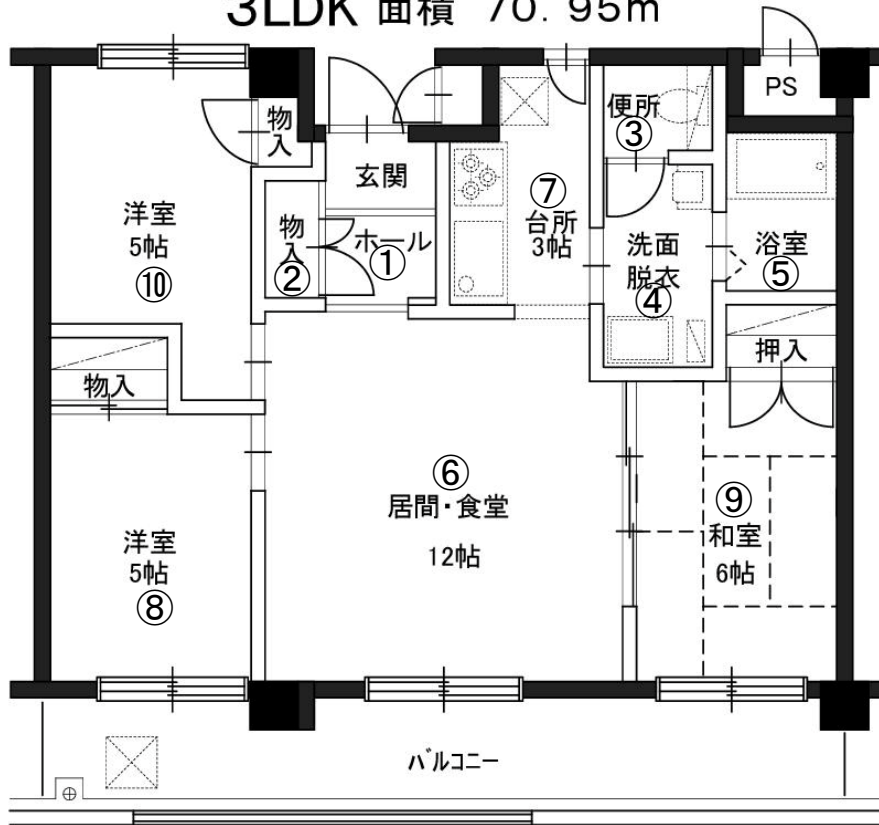 3LDK 面積 70.95m
PS
物入
便所
③
玄関
⑦
台所
3帖
洋室
5帖
⑩
物入
②
ホール
①
洗面
脱衣
④
浴室
⑤
押入
物入
⑥
居間・食堂
12帖
⑨
和室
6帖
洋室
5帖
⑧
バルコニー